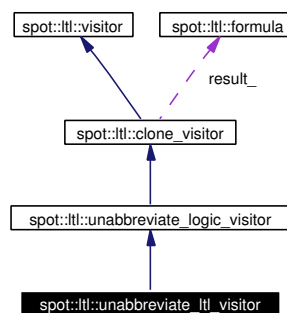 spot::ltl::visitor
spot::ltl::formula
result_
spot::ltl::clone_visitor
spot::ltl::unabbreviate_logic_visitor
spot::ltl::unabbreviate_ltl_visitor